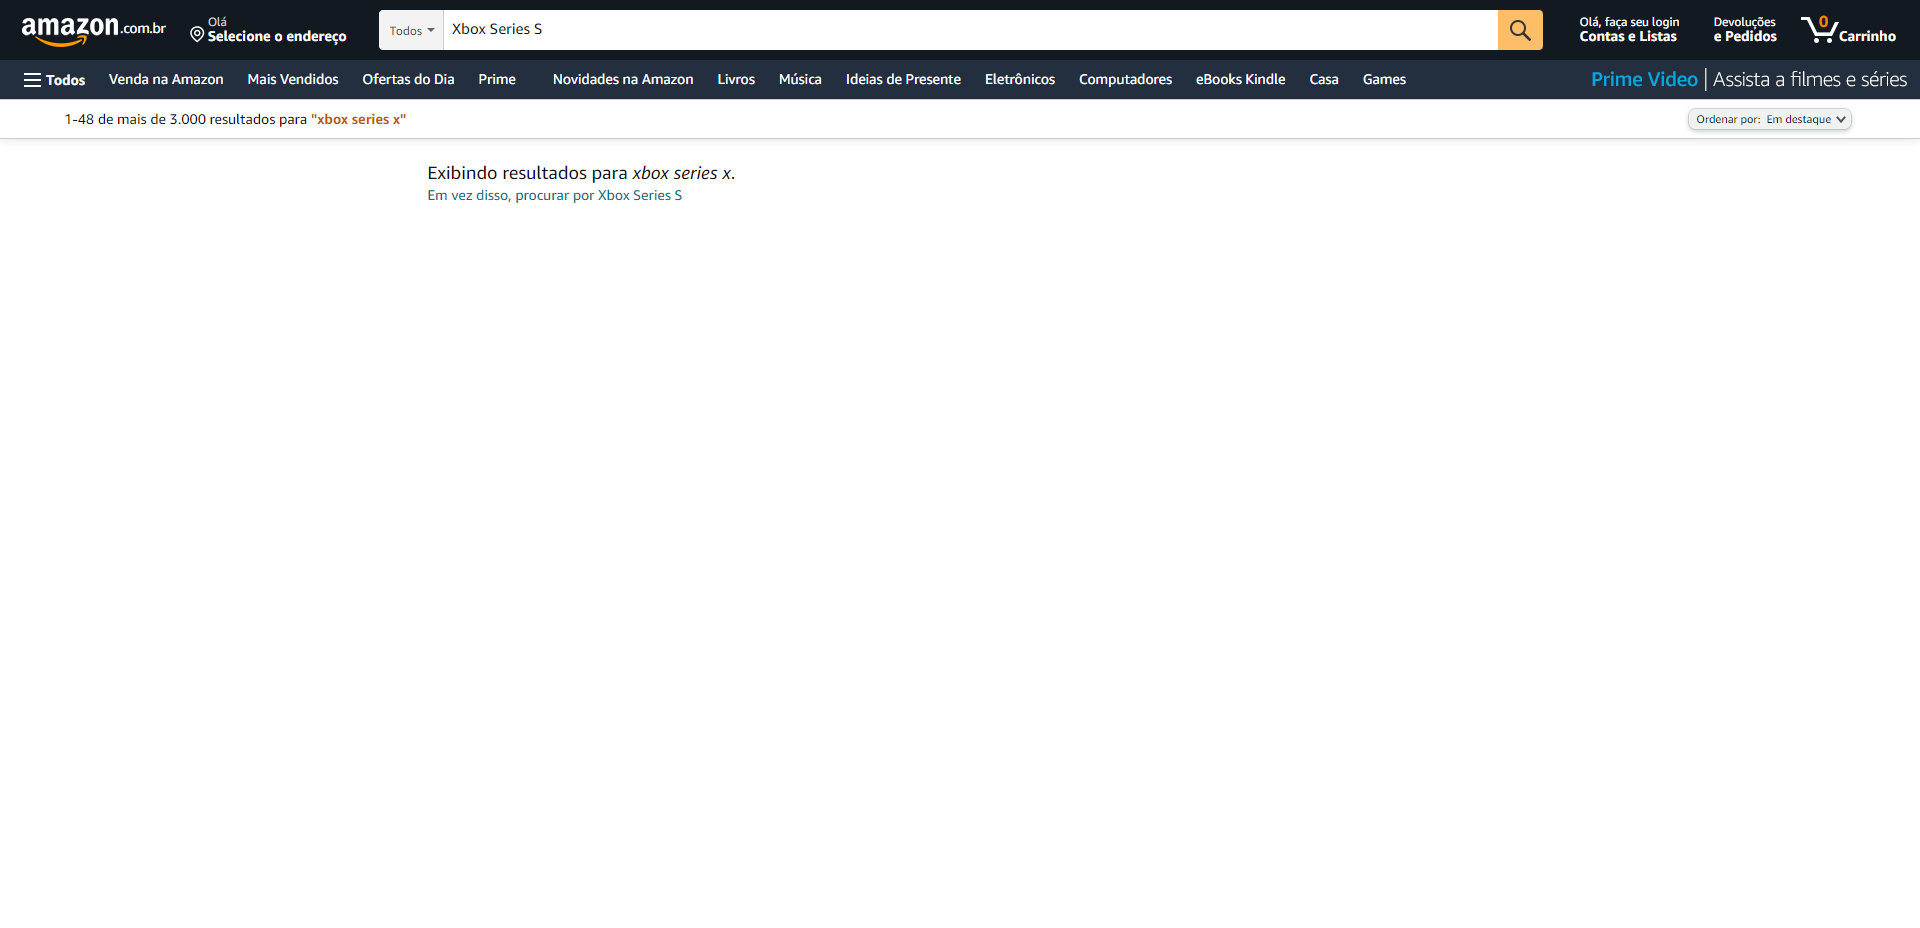 amazon.com.br
Olá
Selecione o endereço
Todos
Xbox Series S
Olá, faça seu login
Contas e Listas
Devoluções
e Pedidos
0
Carrinho
Todos
Venda na Amazon
Mais Vendidos
Ofertas do Dia
Prime
Novidades na Amazon
Livros
Música
Ideias de Presente
Eletrônicos
Computadores
eBooks Kindle
Casa
Games
Prime Video | Assista a filmes e séries
1-48 de mais de 3.000 resultados para "xbox series x"
Ordenar por: Em destaque
Exibindo resultados para xbox series x.
Em vez disso, procurar por Xbox Series S